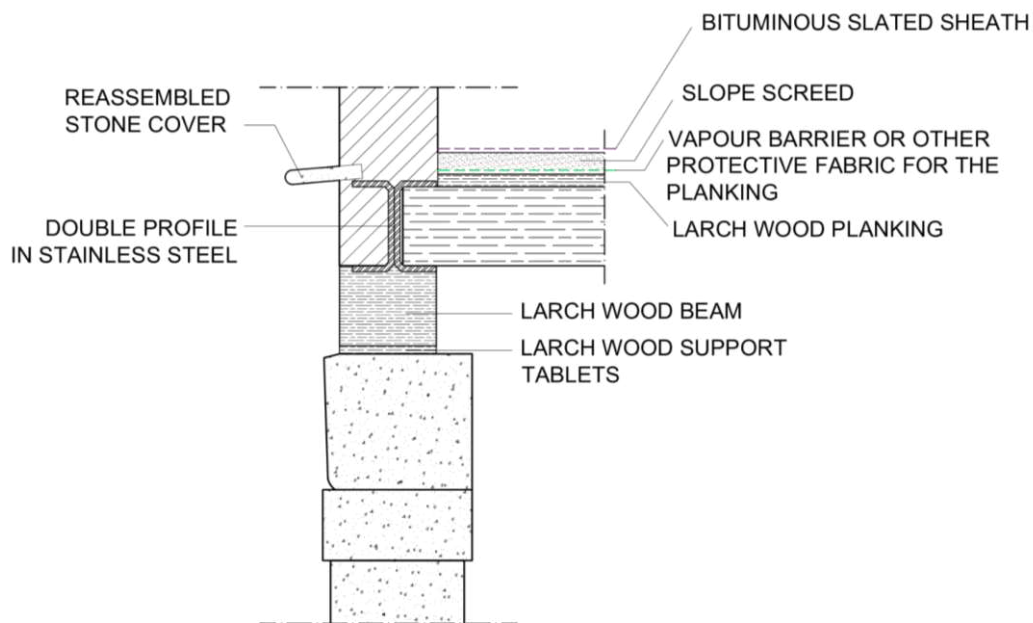 BITUMINOUS SLATED SHEATH
REASSEMBLED
STONE COVER
SLOPE SCREED
VAPOUR BARRIER OR OTHER
PROTECTIVE FABRIC FOR THE
PLANKING
DOUBLE PROFILE
IN STAINLESS STEEL
LARCH WOOD PLANKING
LARCH WOOD BEAM
LARCH WOOD SUPPORT
TABLETS